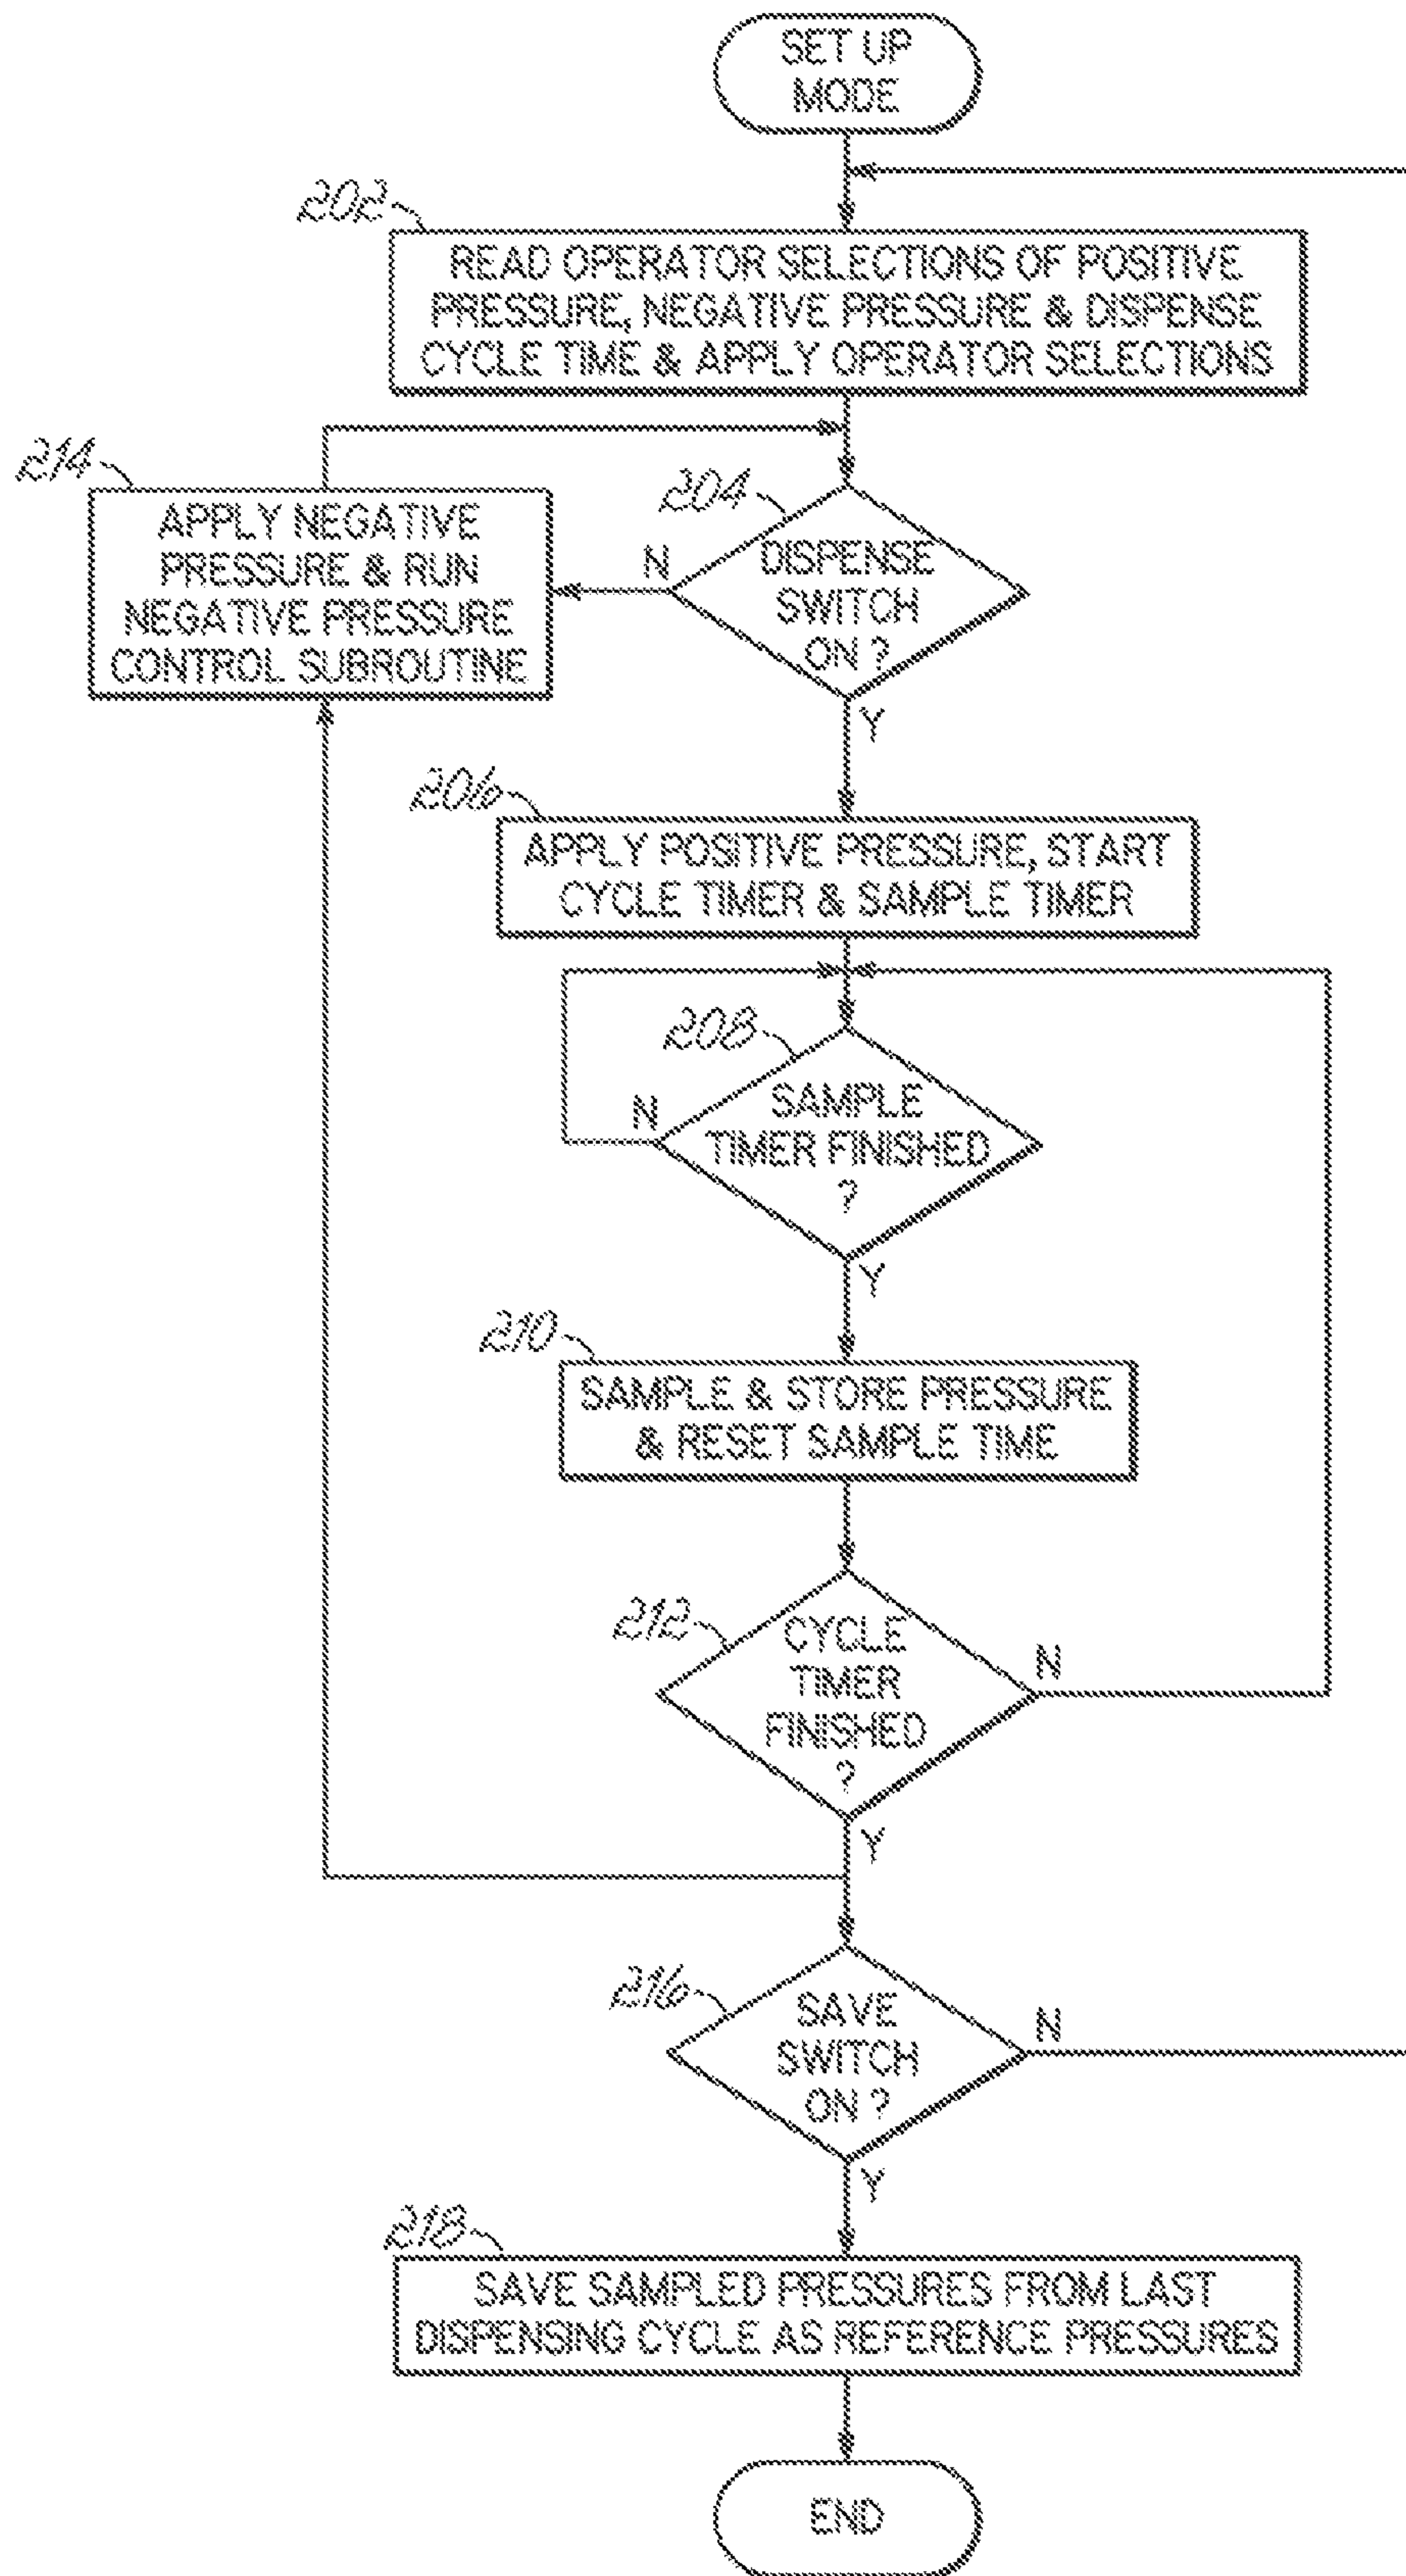 SET UP
MODE
202
READ OPERATOR SELECTIONS OF POSITIVE
PRESSURE, NEGATIVE PRESSURE & DISPENSE
CYCLE TIME & APPLY OPERATOR SELECTIONS
214
APPLY NEGATIVE
PRESSURE & RUN
NEGATIVE PRESSURE
CONTROL SUBROUTINE
204
N
DISPENSE
SWITCH
ON ?
Y
206
APPLY POSITIVE PRESSURE, START
CYCLE TIMER & SAMPLE TIMER
208
N
SAMPLE
TIMER FINISHED
?
Y
210
SAMPLE & STORE PRESSURE
& RESET SAMPLE TIME
212
CYCLE
TIMER
FINISHED
?
N
Y
216
SAVE
SWITCH
ON ?
N
Y
218
SAVE SAMPLED PRESSURES FROM LAST
DISPENSING CYCLE AS REFERENCE PRESSURES
END